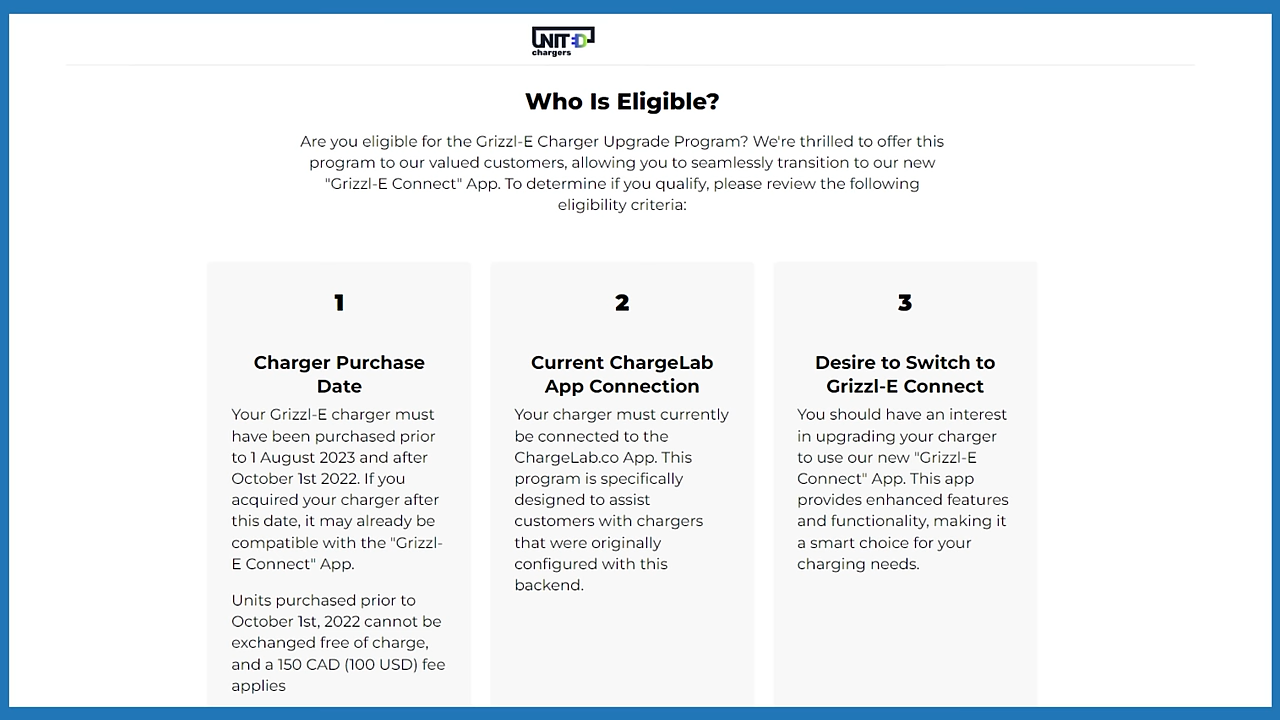 UNITED
chargers
Who Is Eligible?
Are you eligible for the Grizzl-E Charger Upgrade Program? We're thrilled to offer this
program to our valued customers, allowing you to seamlessly transition to our new
"Grizzl-E Connect" App. To determine if you qualify, please review the following
eligibility criteria:
1
Charger Purchase
Date
Your Grizzl-E charger must
have been purchased prior
to 1 August 2023 and after
October 1st 2022. If you
acquired your charger after
this date, it may already be
compatible with the "Grizzl-
E Connect" App.
Units purchased prior to
October 1st, 2022 cannot be
exchanged free of charge,
and a 150 CAD (100 USD) fee
applies
2
Current ChargeLab
App Connection
Your charger must currently
be connected to the
ChargeLab.co App. This
program is specifically
designed to assist
customers with chargers
that were originally
configured with this
backend.
3
Desire to Switch to
Grizzl-E Connect
You should have an interest
in upgrading your charger
to use our new "Grizzl-E
Connect" App. This app
provides enhanced features
and functionality, making it
a smart choice for your
charging needs.